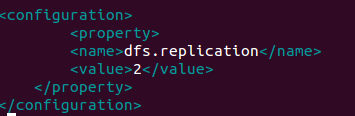 <configuration>
        <property>
        <name>dfs.replication</name>
        <value>2</value>
    </property>
</configuration>